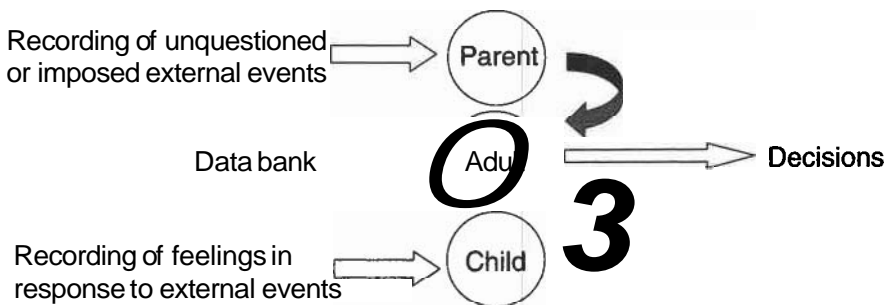 Recording of unquestioned
or imposed external events
Parent
Data bank
Adu
O
Decisions
3
Recording of feelings in
response to external events
Child